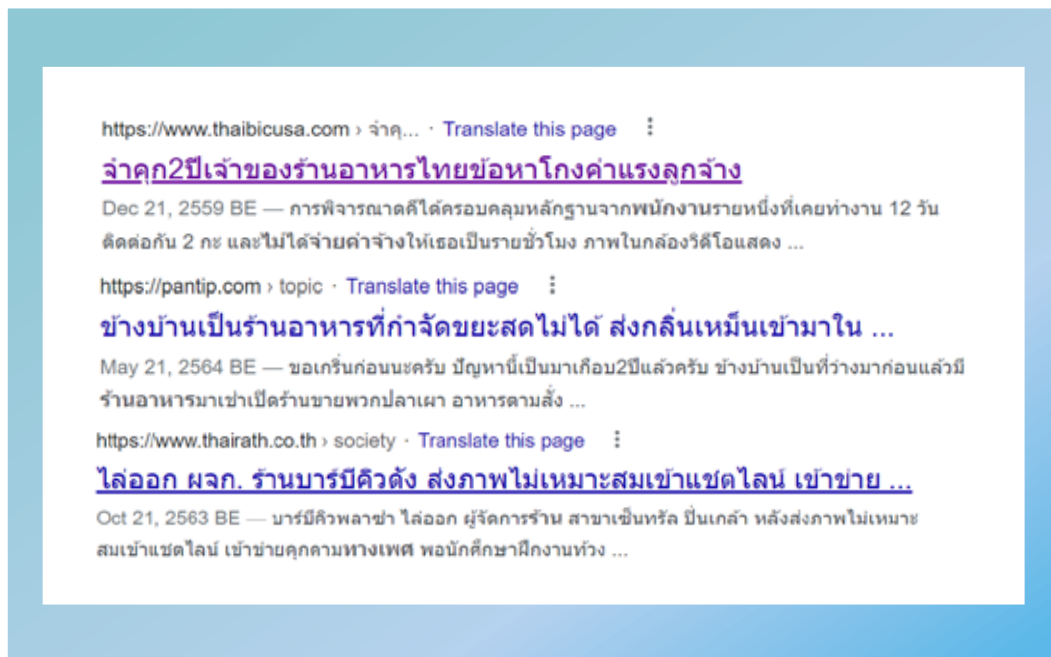 https://www.thaibicusa.com › จำคุ... · Translate this page
จำคุก2ปีเจ้าของร้านอาหารไทยข้อหาโกงค่าแรงลูกจ้าง
Dec 21, 2559 BE — การพิจารณาคดีได้ครอบคลุมหลักฐานจากพนักงานรายหนึ่งที่เคยทำงาน 12 วัน
ติดต่อกัน 2 กะ และไม่ได้จ่ายค่าจ้างให้เธอเป็นรายชั่วโมง ภาพในกล้องวิดีโอแสดง ...
https://pantip.com › topic · Translate this page
ข้างบ้านเป็นร้านอาหารที่กำจัดขยะสดไม่ได้ ส่งกลิ่นเหม็นเข้ามาใน ...
May 21, 2564 BE — ขอเกริ่นก่อนนะครับ ปัญหานี้เป็นมาเกือบ2ปีแล้วครับ ข้างบ้านเป็นที่ว่างมาก่อนแล้วมี
ร้านอาหารมาเช่าเปิดร้านขายพวกปลาเผา อาหารตามสั่ง ...
https://www.thairath.co.th › society · Translate this page
ไล่ออก ผจก. ร้านบาร์บีคิวดัง ส่งภาพไม่เหมาะสมเข้าแชตไลน์ เข้าข่าย ...
Oct 21, 2563 BE — บาร์บีคิวพลาซ่า ไล่ออก ผู้จัดการร้าน สาขาเซ็นทรัล ปิ่นเกล้า หลังส่งภาพไม่เหมาะ
สมเข้าแชตไลน์ เข้าข่ายคุกคามทางเพศ พอนักศึกษาฝึกงานท้วง ...